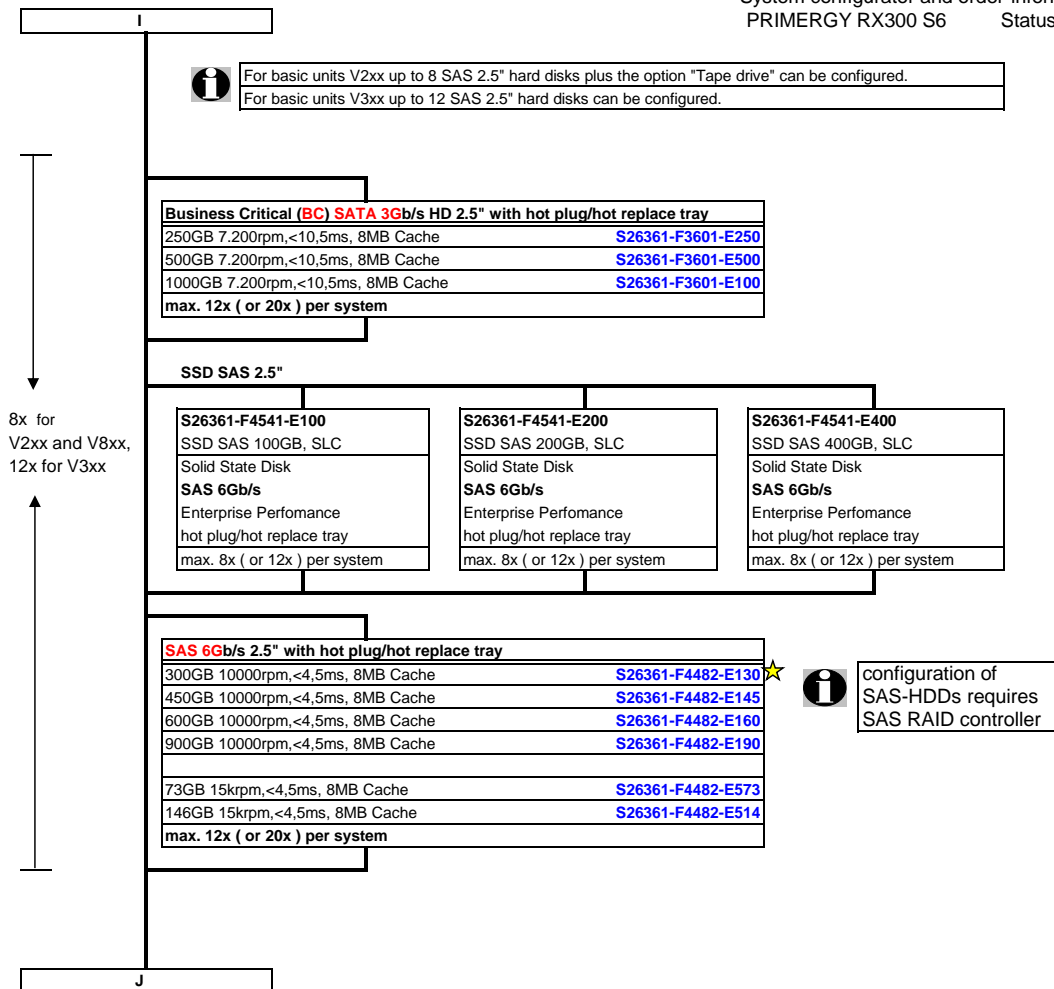 System configurator and order-inform
PRIMERGY RX300 S6 Status
I
For basic units V2xx up to 8 SAS 2.5" hard disks plus the option "Tape drive" can be configured.
For basic units V3xx up to 12 SAS 2.5" hard disks can be configured.
Business Critical (BC) SATA 3Gb/s HD 2.5" with hot plug/hot replace tray
250GB 7.200rpm,<10,5ms, 8MB Cache S26361-F3601-E250
500GB 7.200rpm,<10,5ms, 8MB Cache S26361-F3601-E500
1000GB 7.200rpm,<10,5ms, 8MB Cache S26361-F3601-E100
max. 12x ( or 20x ) per system
SSD SAS 2.5"
8x for
V2xx and V8xx,
12x for V3xx
S26361-F4541-E100
SSD SAS 100GB, SLC
Solid State Disk
SAS 6Gb/s
Enterprise Perfomance
hot plug/hot replace tray
max. 8x ( or 12x ) per system
S26361-F4541-E200
SSD SAS 200GB, SLC
Solid State Disk
SAS 6Gb/s
Enterprise Perfomance
hot plug/hot replace tray
max. 8x ( or 12x ) per system
S26361-F4541-E400
SSD SAS 400GB, SLC
Solid State Disk
SAS 6Gb/s
Enterprise Perfomance
hot plug/hot replace tray
max. 8x ( or 12x ) per system
SAS 6Gb/s 2.5" with hot plug/hot replace tray
300GB 10000rpm,<4,5ms, 8MB Cache S26361-F4482-E130
450GB 10000rpm,<4,5ms, 8MB Cache S26361-F4482-E145
600GB 10000rpm,<4,5ms, 8MB Cache S26361-F4482-E160
900GB 10000rpm,<4,5ms, 8MB Cache S26361-F4482-E190
73GB 15krpm,<4,5ms, 8MB Cache S26361-F4482-E573
146GB 15krpm,<4,5ms, 8MB Cache S26361-F4482-E514
max. 12x ( or 20x ) per system
configuration of
SAS-HDDs requires
SAS RAID controller
J